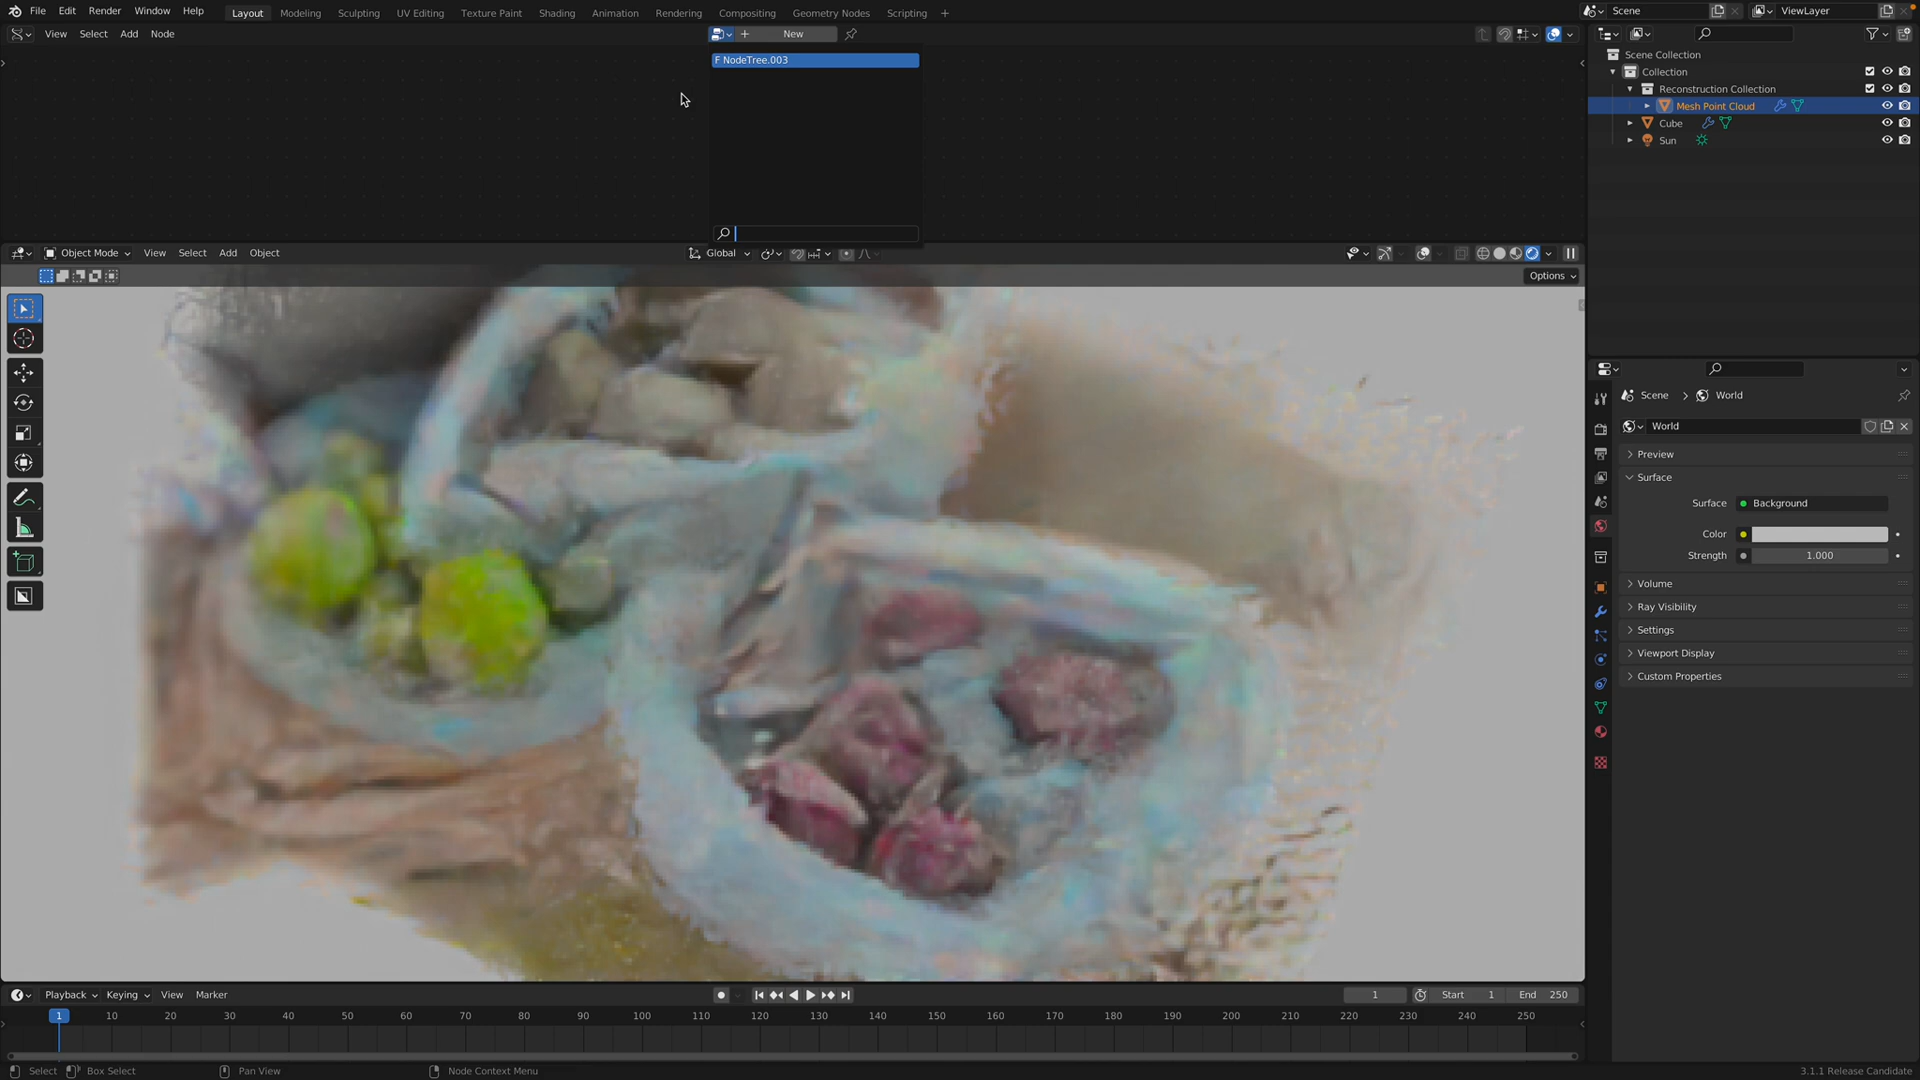 File Edit Render Window Help Layout Modeling Sculpting UV Editing Texture Paint Shading Animation Rendering Compositing Geometry Nodes Scripting + Scene ViewLayer
View Select Add Node + New
Scene Collection
F NodeTree.003
Collection
Reconstruction Collection
Mesh Point Cloud
Cube
Sun
Object Mode View Select Add Object Global
Options
Scene > World
World
Preview
Surface
Surface Background
Color
Strength 1.000
Volume
Ray Visibility
Settings
Viewport Display
Custom Properties
Playback Keying View Marker 1 Start 1 End 250
1 10 20 30 40 50 60 70 80 90 100 110 120 130 140 150 160 170 180 190 200 210 220 230 240 250
Select Box Select Pan View Node Context Menu 3.1.1 Release Candidate